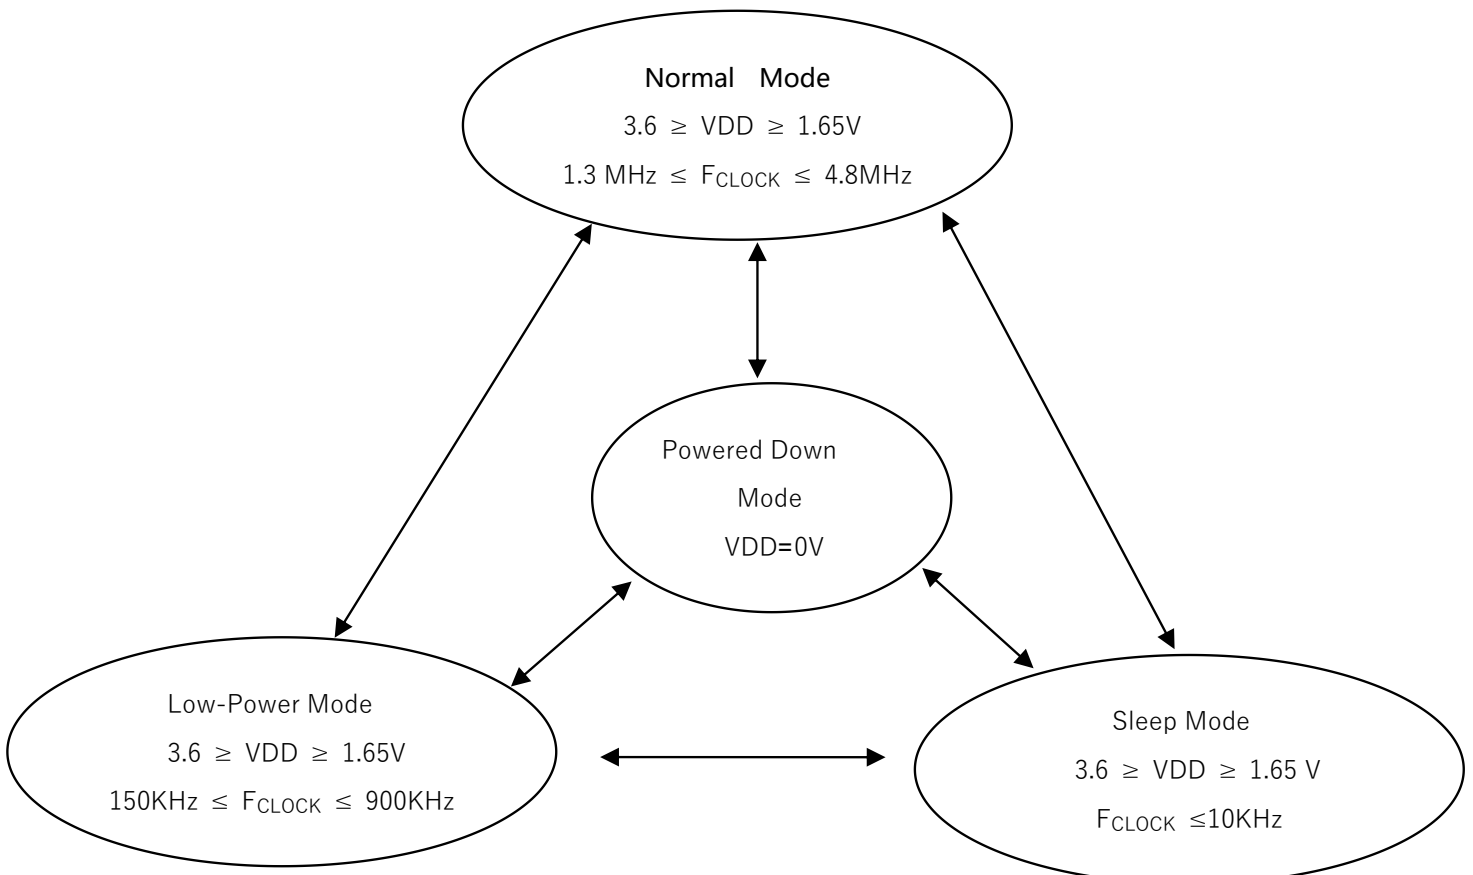 Normal Mode
3.6 ≥ VDD ≥ 1.65V
1.3 MHz ≤ FCLOCK ≤ 4.8MHz
Powered Down
Mode
VDD=0V
Low-Power Mode
3.6 ≥ VDD ≥ 1.65V
150KHz ≤ FCLOCK ≤ 900KHz
Sleep Mode
3.6 ≥ VDD ≥ 1.65 V
FCLOCK ≤10KHz